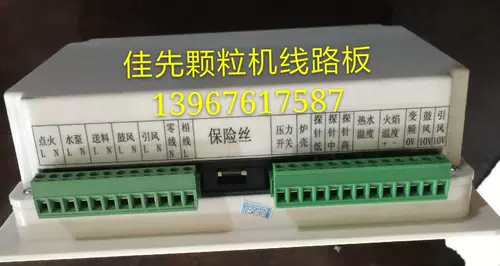 佳先颗粒机线路板
13967617587
点火 水泵 送料 鼓风 引风 零线 相线 保险丝 压力开关 炉壳 探针低 探针中 探针高 热水温度 火焰温度 变频 鼓风 引风
L N L N L N L N L N N L + - 0V 10V 10V